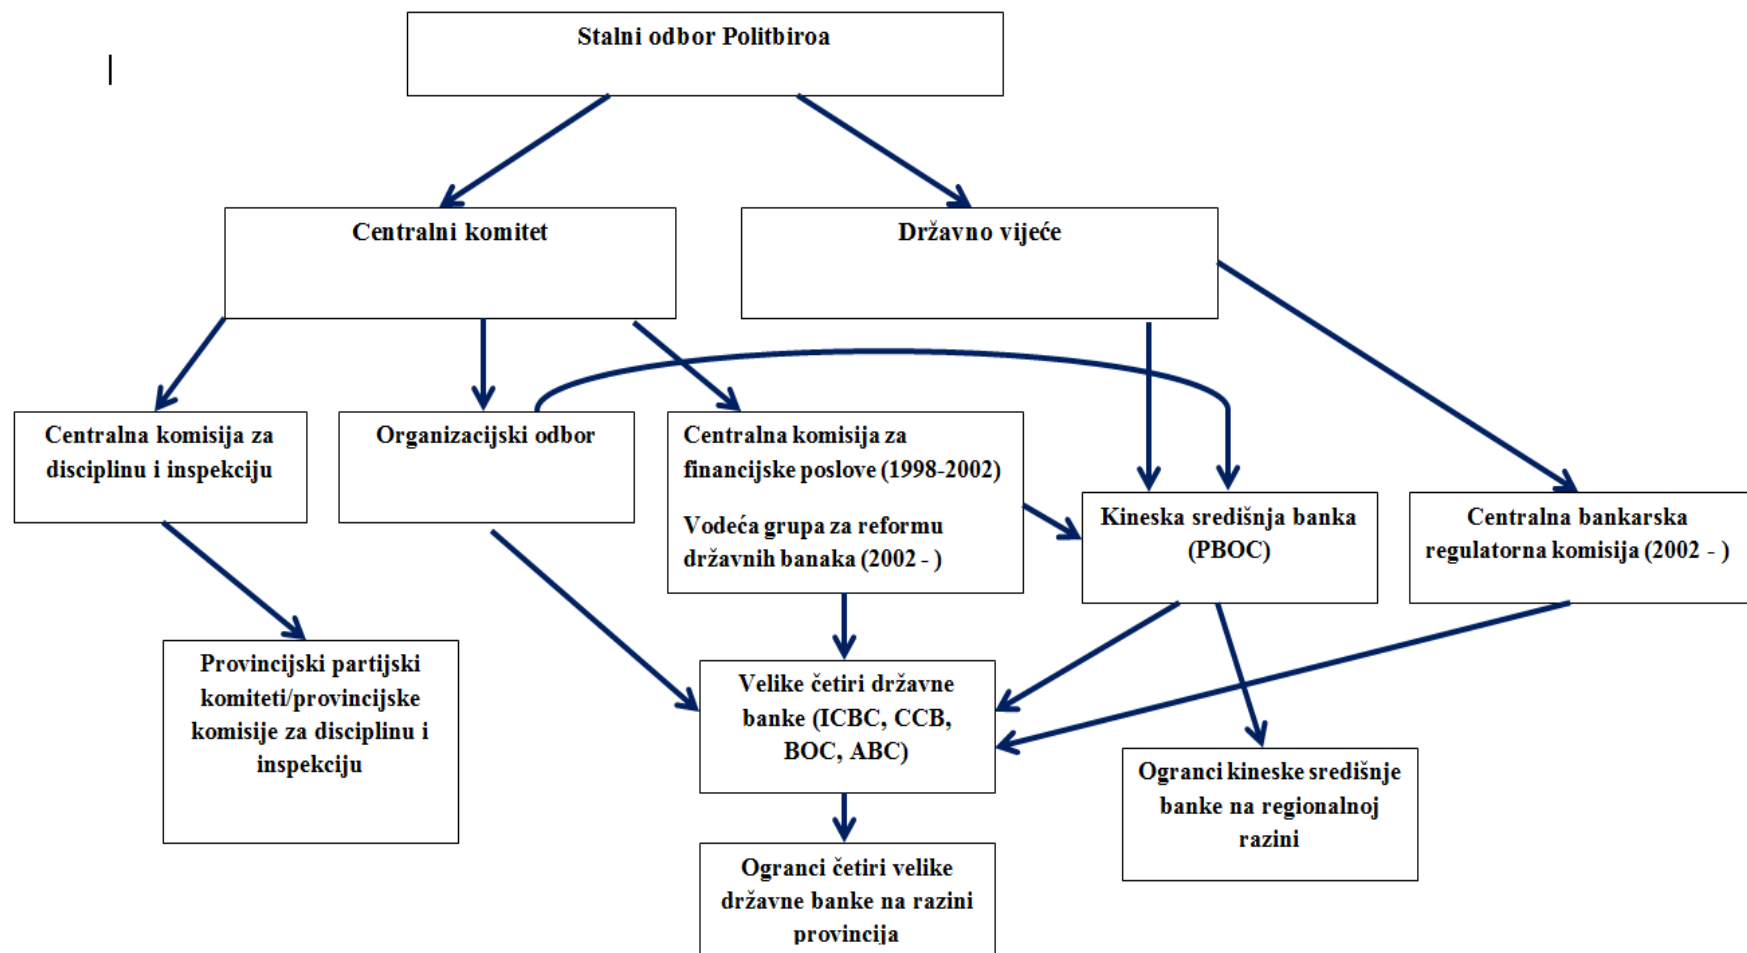 Stalni odbor Politbiroa
Centralni komitet
Državno vijeće
Centralna komisija za
disciplinu i inspekciju
Organizacijski odbor
Centralna komisija za
financijske poslove (1998-2002)
Vodeća grupa za reformu
državnih banaka (2002 - )
Kineska središnja banka
(PBOC)
Centralna bankarska
regulatorna komisija (2002 - )
Provincijski partijski
komiteti/provincijske
komisije za disciplinu i
inspekciju
Velike četiri državne
banke (ICBC, CCB,
BOC, ABC)
Ogranci kineske središnje
banke na regionalnoj
razini
Ogranci četiri velike
državne banke na razini
provincija